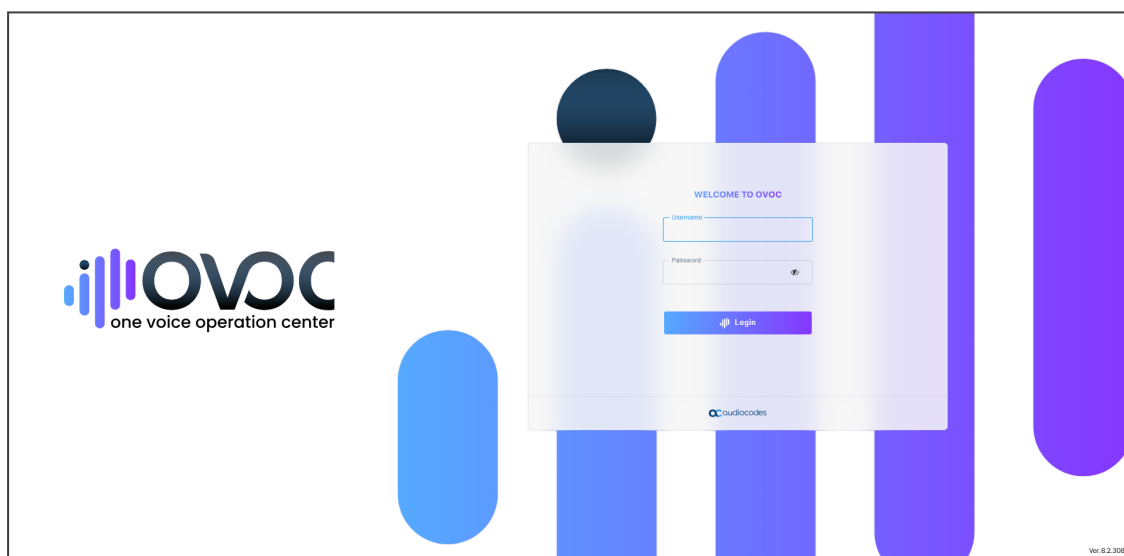 OVOC
one voice operation center
WELCOME TO OVOC
Username
Password
Login
audiocodes
Ver. 8.2.308